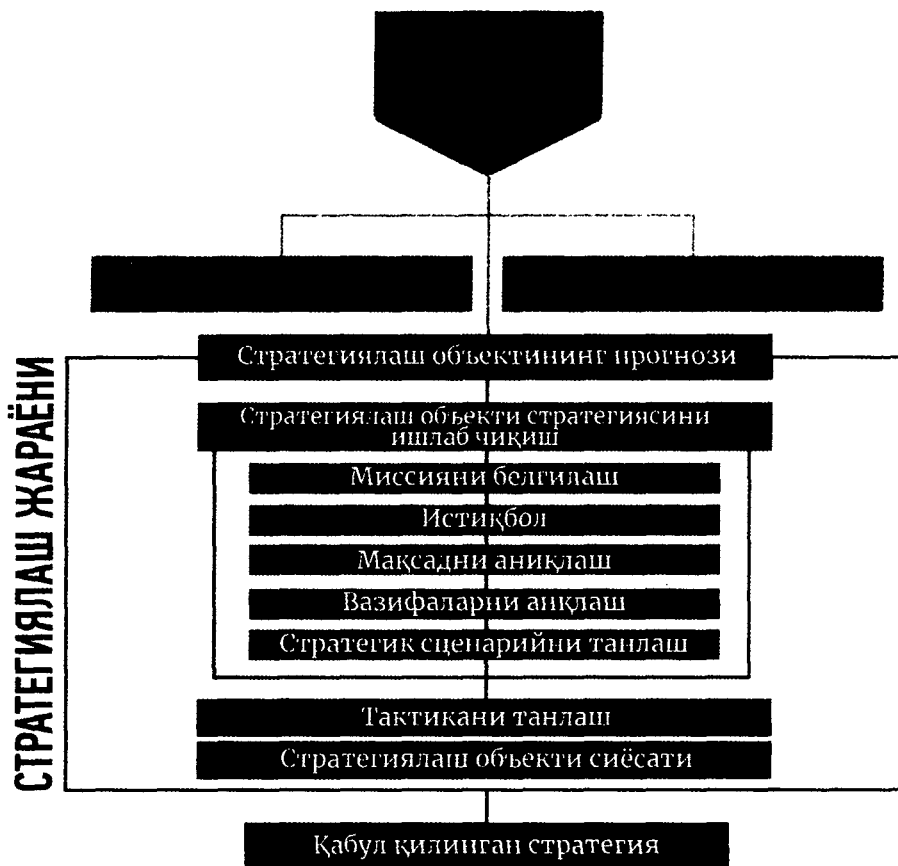 Стратегиялаш объектининг прогнози
Стратегиялаш объекти стратегиясини
ишлаб чиқиш
Миссияни белгилаш
Истиқбол
Мақсадни аниқлаш
Вазифаларни анқлаш
Стратегик сценарийни танлаш
Тактикани танлаш
Стратегиялаш объекти сиёсати
Қабул қилинган стратегия
СТРАТЕГИЯЛАШ ЖАРАЁНИ